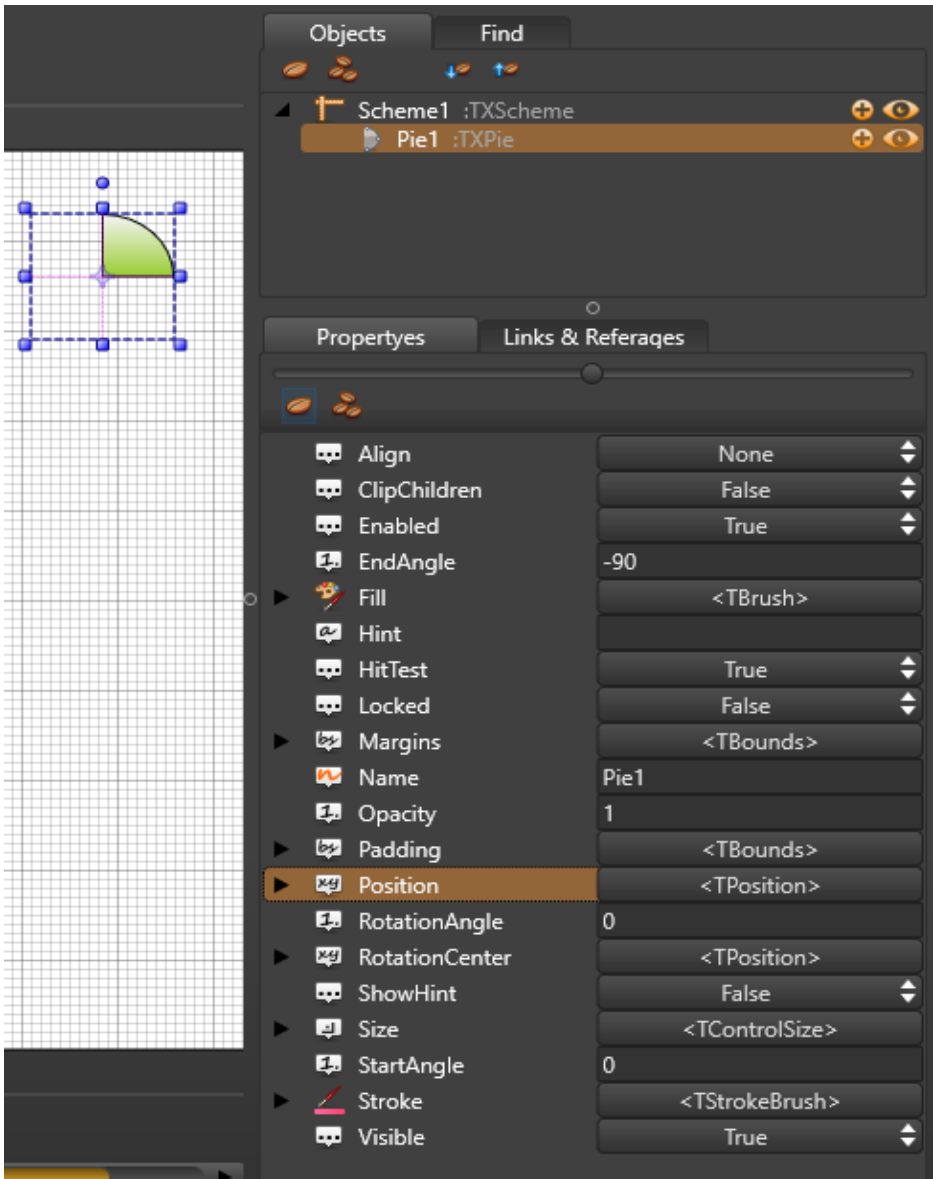 Objects Find
Scheme1 :TXScheme
Pie1 :TXPie
Propertyes Links & Referages
Align None
ClipChildren False
Enabled True
EndAngle -90
Fill <TBrush>
Hint
HitTest True
Locked False
Margins <TBounds>
Name Pie1
Opacity 1
Padding <TBounds>
Position <TPosition>
RotationAngle 0
RotationCenter <TPosition>
ShowHint False
Size <TControlSize>
StartAngle 0
Stroke <TStrokeBrush>
Visible True